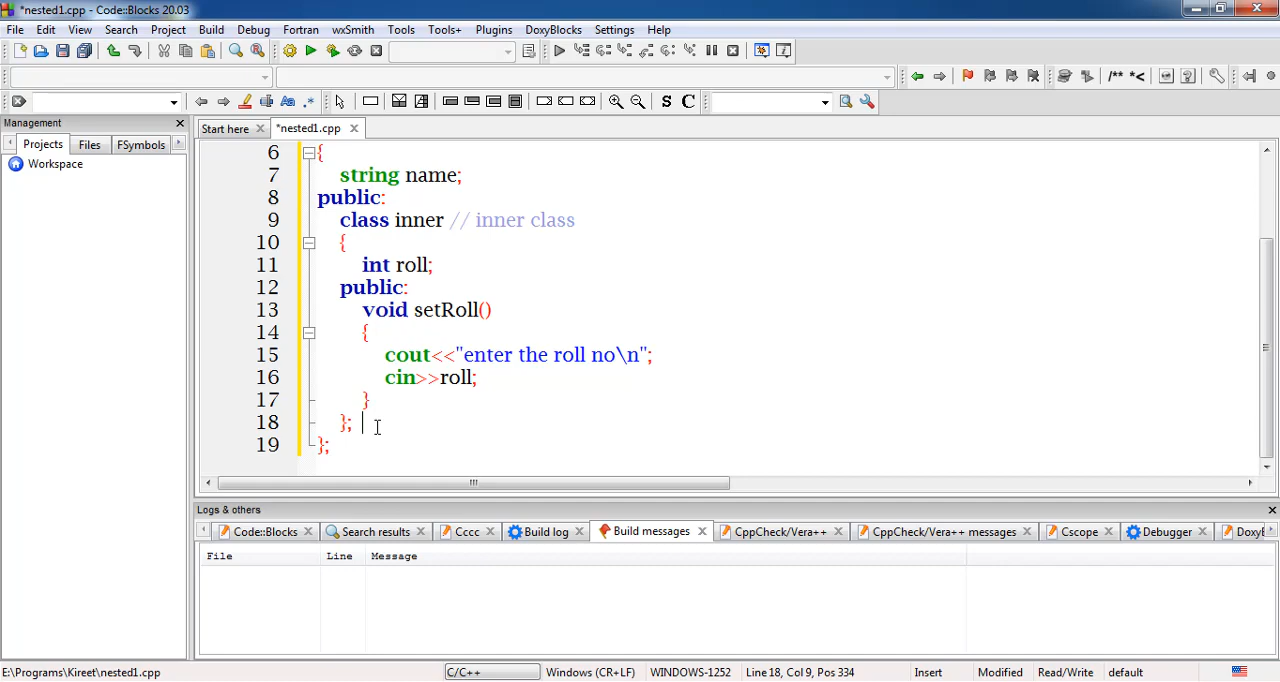 *nested1.cpp - Code::Blocks 20.03
File Edit View Search Project Build Debug Fortran wxSmith Tools Tools+ Plugins DoxyBlocks Settings Help
/** *<
S C
Management
Start here *nested1.cpp
Projects Files FSymbols
Workspace
6 {
7 string name;
8 public:
9 class inner // inner class
10 {
11 int roll;
12 public:
13 void setRoll()
14 {
15 cout<<"enter the roll no\n";
16 cin>>roll;
17 }
18 };
19 };
Logs & others
Code::Blocks Search results Cccc Build log Build messages CppCheck/Vera++ CppCheck/Vera++ messages Cscope Debugger DoxyB
File Line Message
E:\Programs\Kireet\nested1.cpp C/C++ Windows (CR+LF) WINDOWS-1252 Line 18, Col 9, Pos 334 Insert Modified Read/Write default